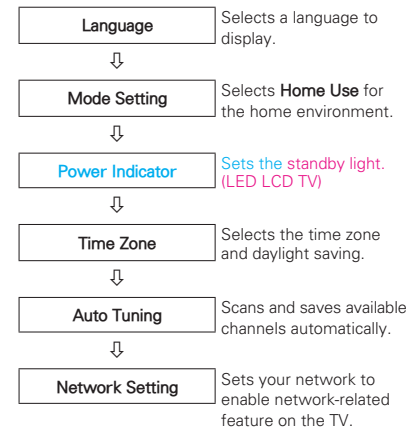 Language
Selects a language to
display.
Mode Setting
Selects Home Use for
the home environment.
Power Indicator
Sets the standby light.
(LED LCD TV)
Time Zone
Selects the time zone
and daylight saving.
Auto Tuning
Scans and saves available
channels automatically.
Network Setting
Sets your network to
enable network-related
feature on the TV.